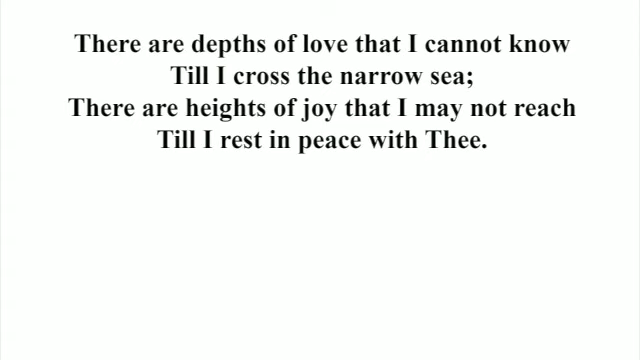 There are depths of love that I cannot know
Till I cross the narrow sea;
There are heights of joy that I may not reach
Till I rest in peace with Thee.